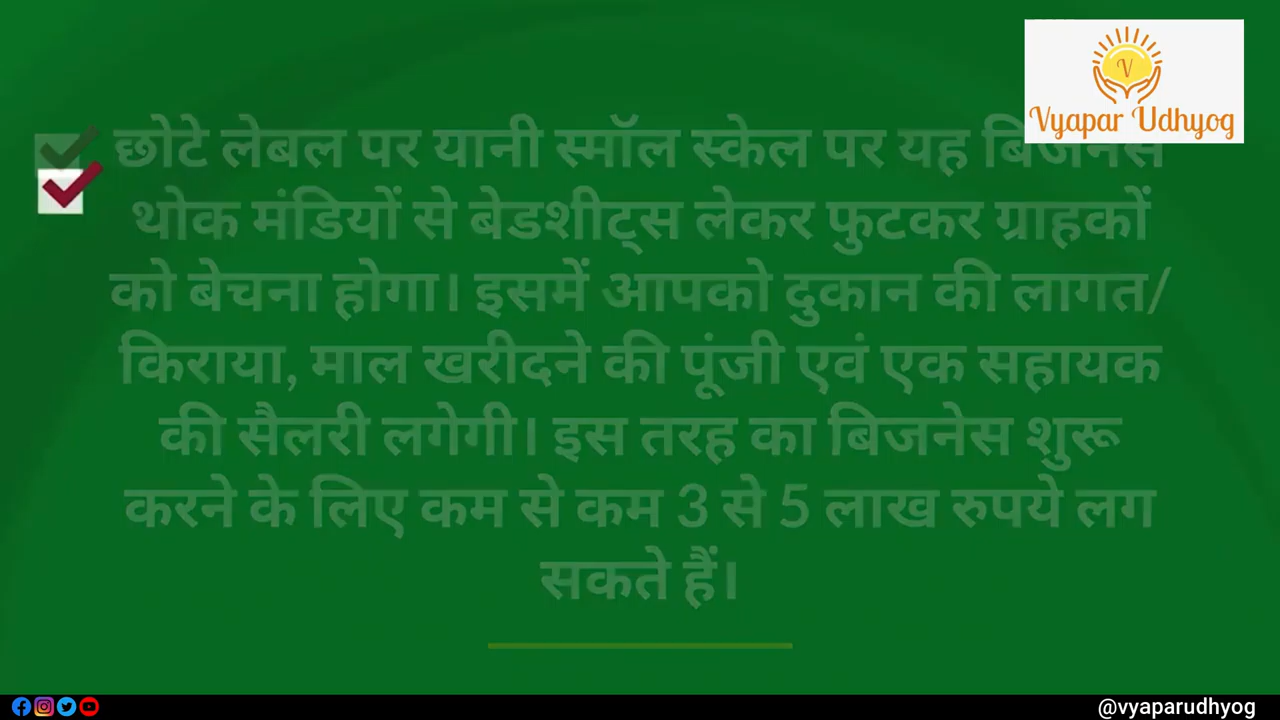 V
Vyapar Udhyog
छोटे लेबल पर यानी स्मॉल स्केल पर यह बिजनेस
थोक मंडियों से बेडशीट्स लेकर फुटकर ग्राहकों
को बेचना होगा। इसमें आपको दुकान की लागत/
किराया, माल खरीदने की पूंजी एवं एक सहायक
की सैलरी लगेगी। इस तरह का बिजनेस शुरू
करने के लिए कम से कम 3 से 5 लाख रुपये लग
सकते हैं।
@vyaparudhyog